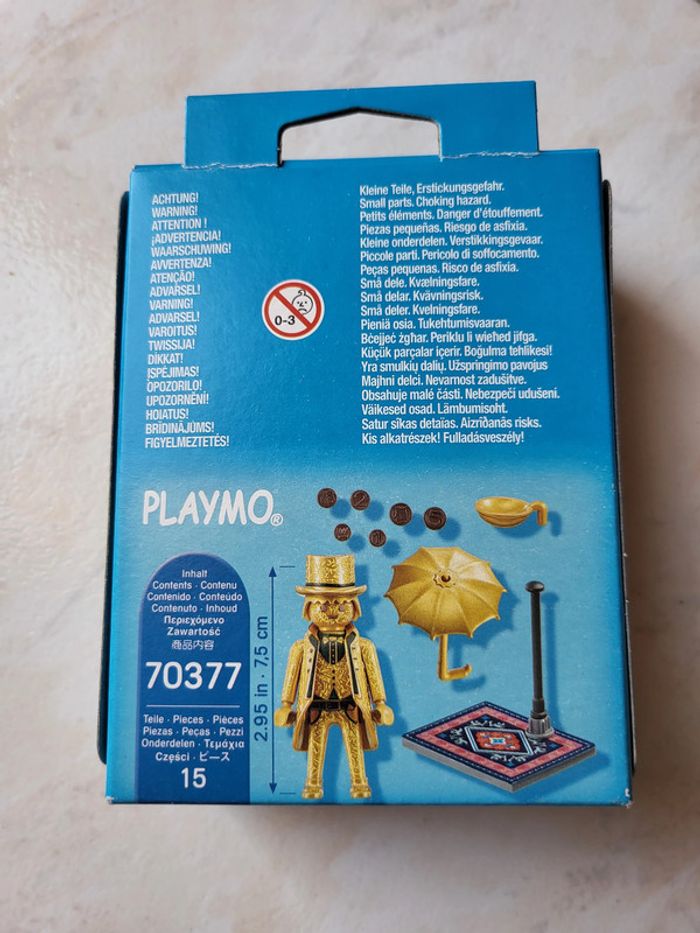 ACHTUNG!
WARNING!
ATTENTION !
¡ADVERTENCIA!
WAARSCHUWING!
AVVERTENZA!
ATENÇÃO!
ADVARSEL!
VARNING!
ADVARSEL!
VAROITUS!
TWISSIJA!
DİKKAT!
ĮSPĖJIMAS!
OPOZORILO!
UPOZORNĚNÍ!
HOIATUS!
BRĪDINĀJUMS!
FIGYELMEZTETÉS!
0-3
Kleine Teile, Erstickungsgefahr.
Small parts. Choking hazard.
Petits éléments. Danger d'étouffement.
Piezas pequeñas. Riesgo de asfixia.
Kleine onderdelen. Verstikkingsgevaar.
Piccole parti. Pericolo di soffocamento.
Peças pequenas. Risco de asfixia.
Små dele. Kvælningsfare.
Små delar. Kvävningsrisk.
Små deler. Kvelningsfare.
Pieniä osia. Tukehtumisvaaran.
Bċejjeċ żgħar. Periklu li wieħed jifga.
Küçük parçalar içerir. Boğulma tehlikesi!
Yra smulkių dalių. Užspringimo pavojus
Majhni delci. Nevarnost zadušitve.
Obsahuje malé části. Nebezpečí udušení.
Väikesed osad. Lämbumisoht.
Satur sīkas detaļas. Aizrīšanās risks.
Kis alkatrészek! Fulladásveszély!
PLAYMO®
Inhalt
Contents · Contenu
Contenido · Conteúdo
Contenuto · Inhoud
Περιεχόμενο
Zawartość
商品内容
70377
Teile · Pieces · Pièces
Piezas · Peças · Pezzi
Onderdelen · Τεμάχια
Części · ピース
15
2.95 in · 7,5 cm
2
5